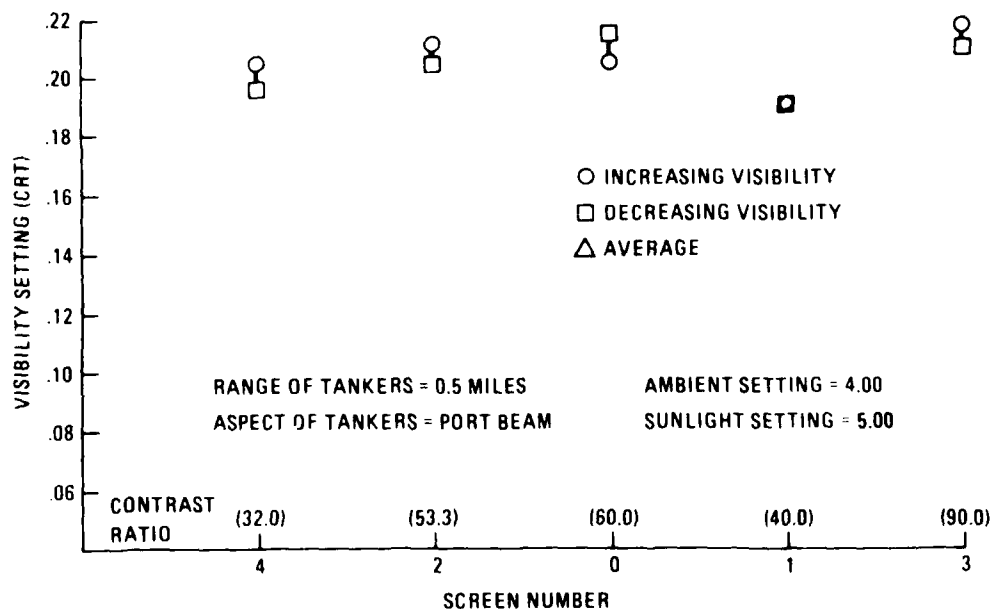 .22
.20
.18
.16
.14
.12
.10
.08
.06
VISIBILITY SETTING (CRT)
INCREASING VISIBILITY
DECREASING VISIBILITY
AVERAGE
RANGE OF TANKERS = 0.5 MILES
AMBIENT SETTING = 4.00
ASPECT OF TANKERS = PORT BEAM
SUNLIGHT SETTING = 5.00
CONTRAST
RATIO
(32.0) (53.3) (60.0) (40.0) (90.0)
4 2 0 1 3
SCREEN NUMBER